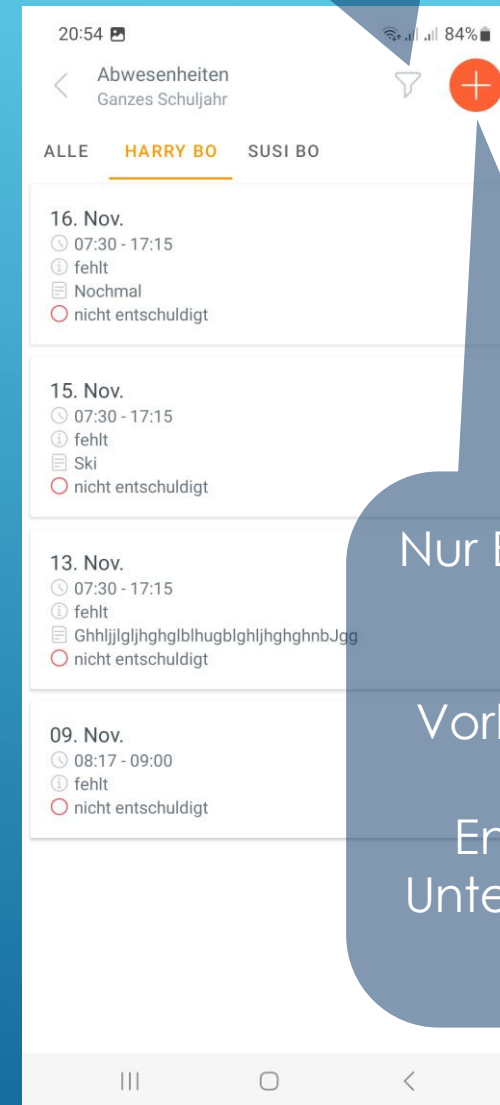 20:54
84%
Abwesenheiten
Ganzes Schuljahr
ALLE HARRY BO SUSI BO
16. Nov.
07:30 - 17:15
fehlt
Nochmal
nicht entschuldigt
15. Nov.
07:30 - 17:15
fehlt
Ski
nicht entschuldigt
13. Nov.
07:30 - 17:15
fehlt
GhhljjlgljhghglblhugblghljhghghnbJgg
nicht entschuldigt
09. Nov.
08:17 - 09:00
fehlt
nicht entschuldigt
Nur
Unte